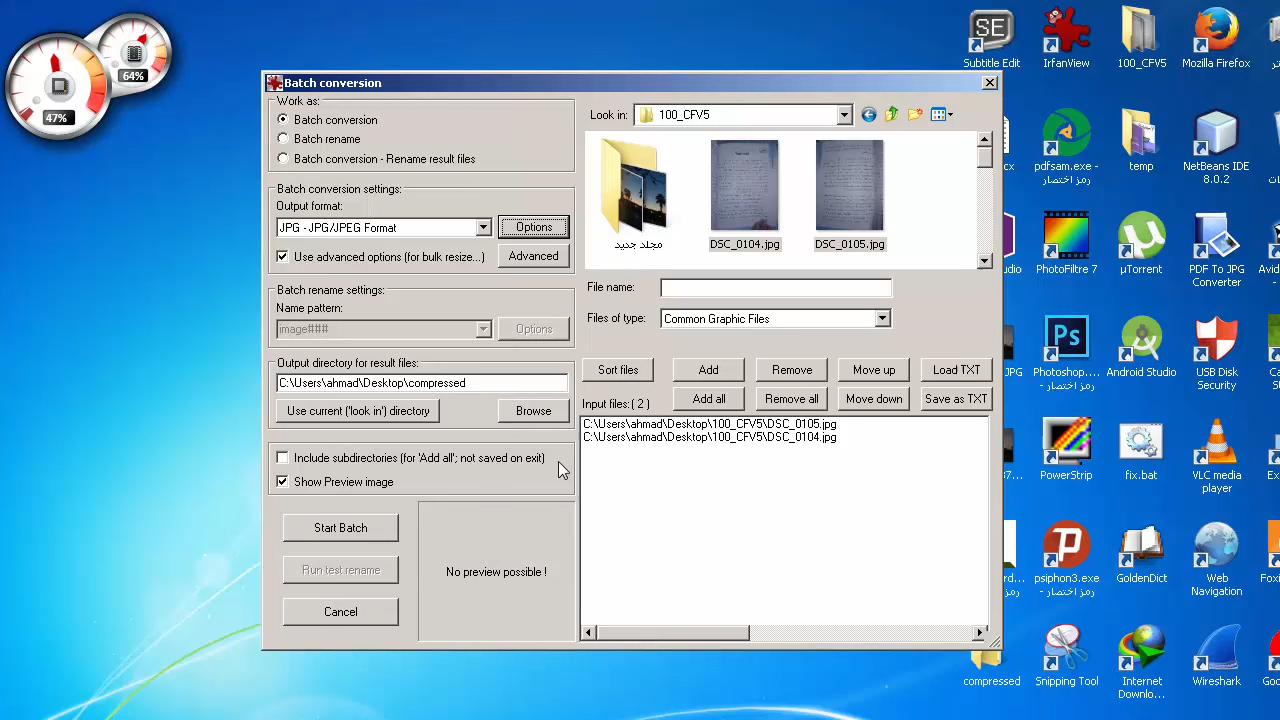 64%
47%
Batch conversion
Work as:
Batch conversion
Batch rename
Batch conversion - Rename result files
Batch conversion settings:
Output format:
JPG - JPG/JPEG Format
Options
Use advanced options (for bulk resize...)
Advanced
Batch rename settings:
Name pattern:
image###
Options
Output directory for result files:
C:\Users\ahmad\Desktop\compressed
Use current ('look in') directory
Browse
Include subdirectories (for 'Add all'; not saved on exit)
Show Preview image
Start Batch
Run test rename
Cancel
No preview possible !
Look in:
100_CFV5
مجلد جديد
DSC_0104.jpg
DSC_0105.jpg
File name:
Files of type:
Common Graphic Files
Sort files
Add
Remove
Move up
Load TXT
Input files: ( 2 )
Add all
Remove all
Move down
Save as TXT
C:\Users\ahmad\Desktop\100_CFV5\DSC_0105.jpg
C:\Users\ahmad\Desktop\100_CFV5\DSC_0104.jpg
SE
Subtitle Edit
IrfanView
100_CFV5
Mozilla Firefox
pdfsam.exe - رمز اختصار
temp
NetBeans IDE 8.0.2
PhotoFiltre 7
µTorrent
PDF To JPG Converter
Ps
Photoshop....
رمز اختصار -
Android Studio
USB Disk Security
PowerStrip
fix.bat
VLC media player
psiphon3.exe
رمز اختصار -
GoldenDict
Web Navigation
compressed
Snipping Tool
Internet Downlo...
Wireshark